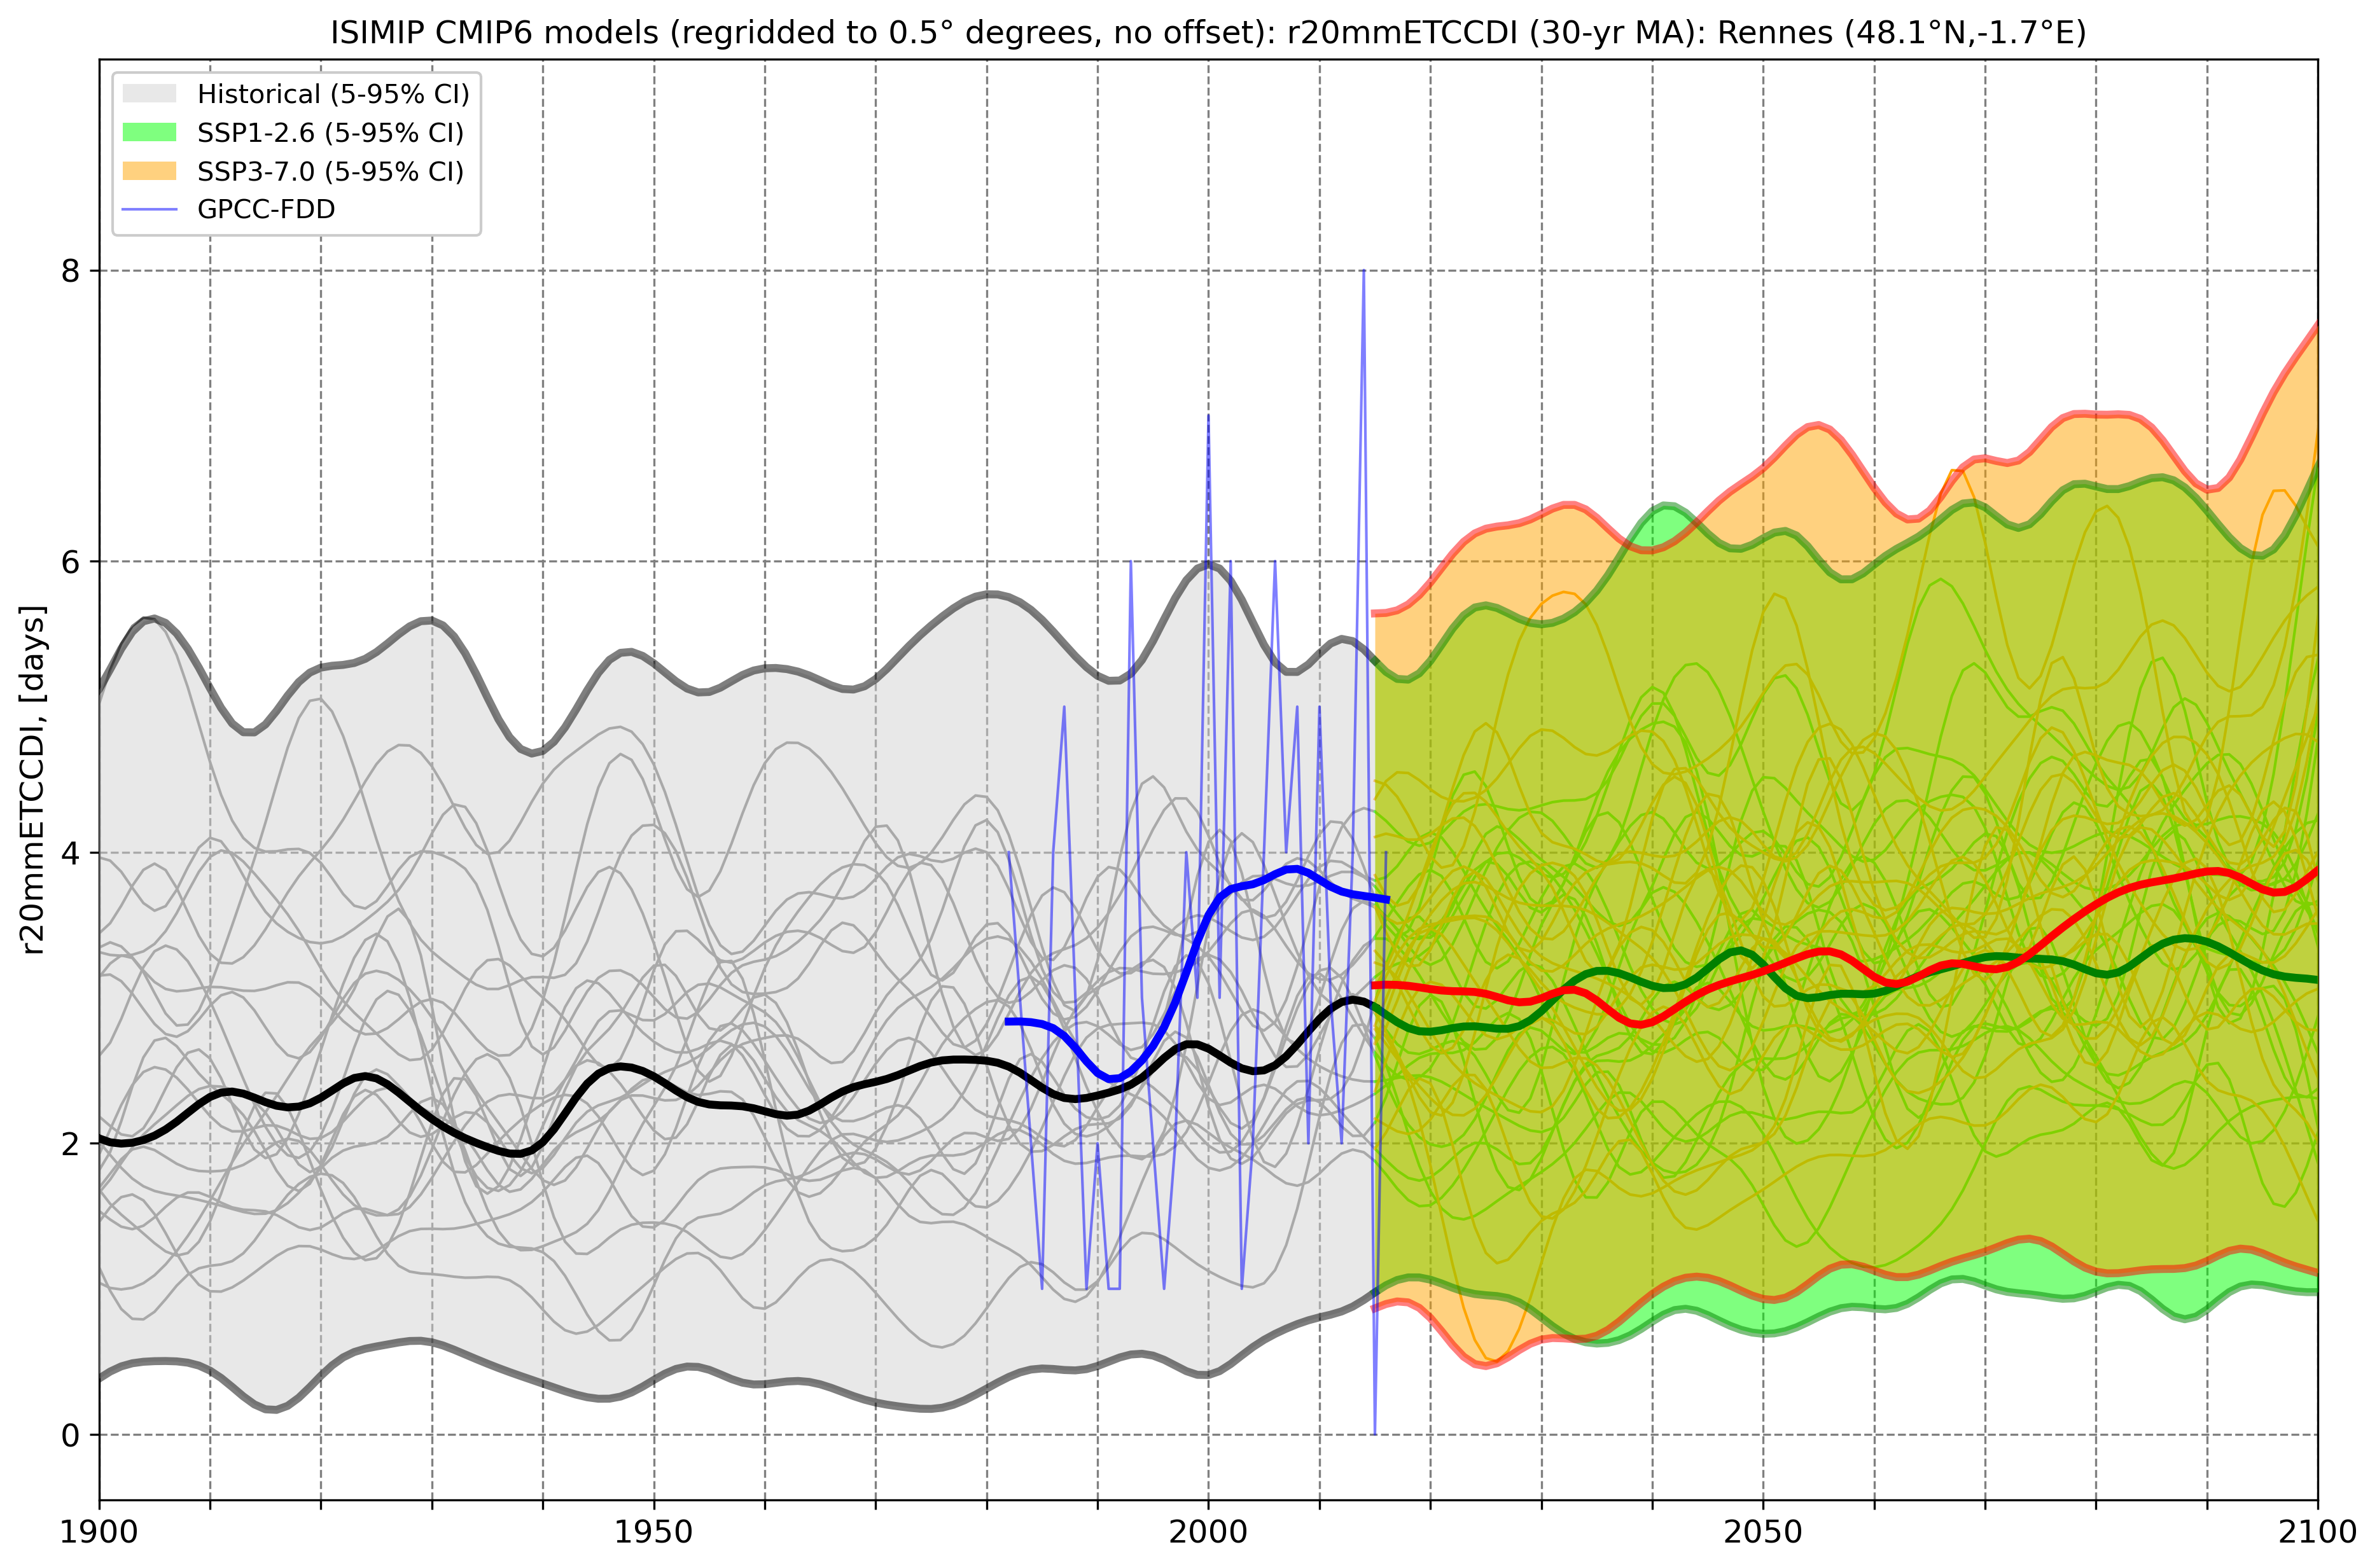 ISIMIP CMIP6 models (regridded to 0.5° degrees, no offset): r20mmETCCDI (30-yr MA): Rennes (48.1°N,-1.7°E)
Historical (5-95% CI)
SSP1-2.6 (5-95% CI)
SSP3-7.0 (5-95% CI)
GPCC-FDD
r20mmETCCDI, [days]
8
6
4
2
0
1900 1950 2000 2050 2100